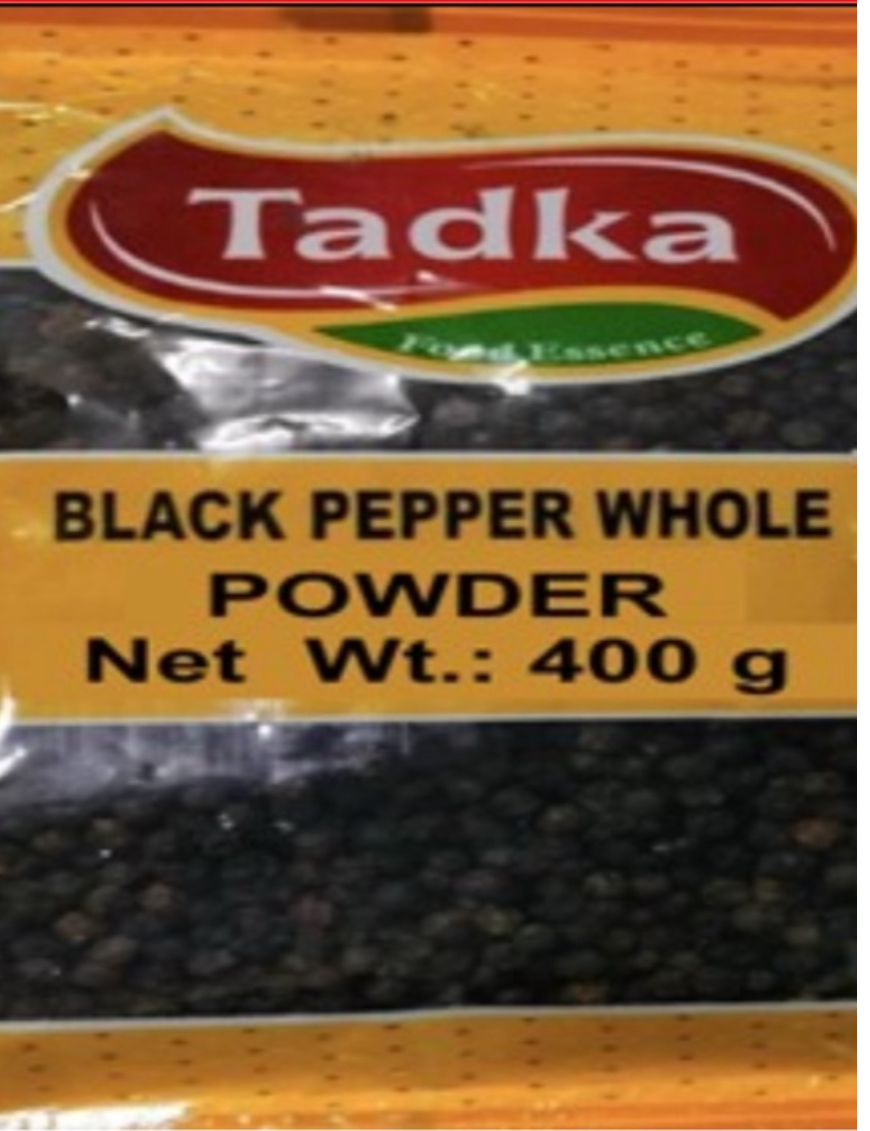 Tadka
Food Essence
BLACK PEPPER WHOLE
POWDER
Net Wt.: 400 g